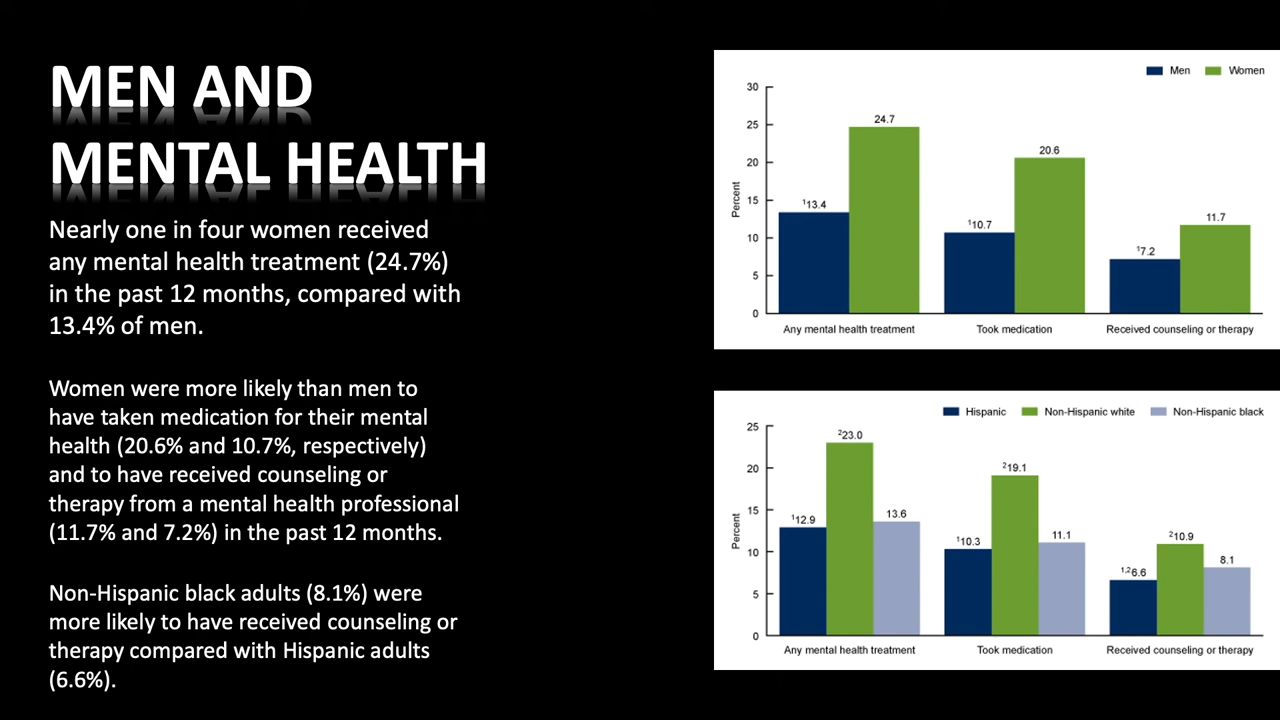 MEN AND
MENTAL HEALTH
Nearly one in four women received
any mental health treatment (24.7%)
in the past 12 months, compared with
13.4% of men.
Women were more likely than men to
have taken medication for their mental
health (20.6% and 10.7%, respectively)
and to have received counseling or
therapy from a mental health professional
(11.7% and 7.2%) in the past 12 months.
Non-Hispanic black adults (8.1%) were
more likely to have received counseling or
therapy compared with Hispanic adults
(6.6%).
Men Women
30
25
20
15
10
5
0
Percent
¹13.4 24.7
¹10.7 20.6
¹7.2 11.7
Any mental health treatment Took medication Received counseling or therapy
Hispanic Non-Hispanic white Non-Hispanic black
25
20
15
10
5
0
Percent
¹12.9 ²23.0 13.6
¹10.3 ²19.1 11.1
¹,²6.6 ²10.9 8.1
Any mental health treatment Took medication Received counseling or therapy